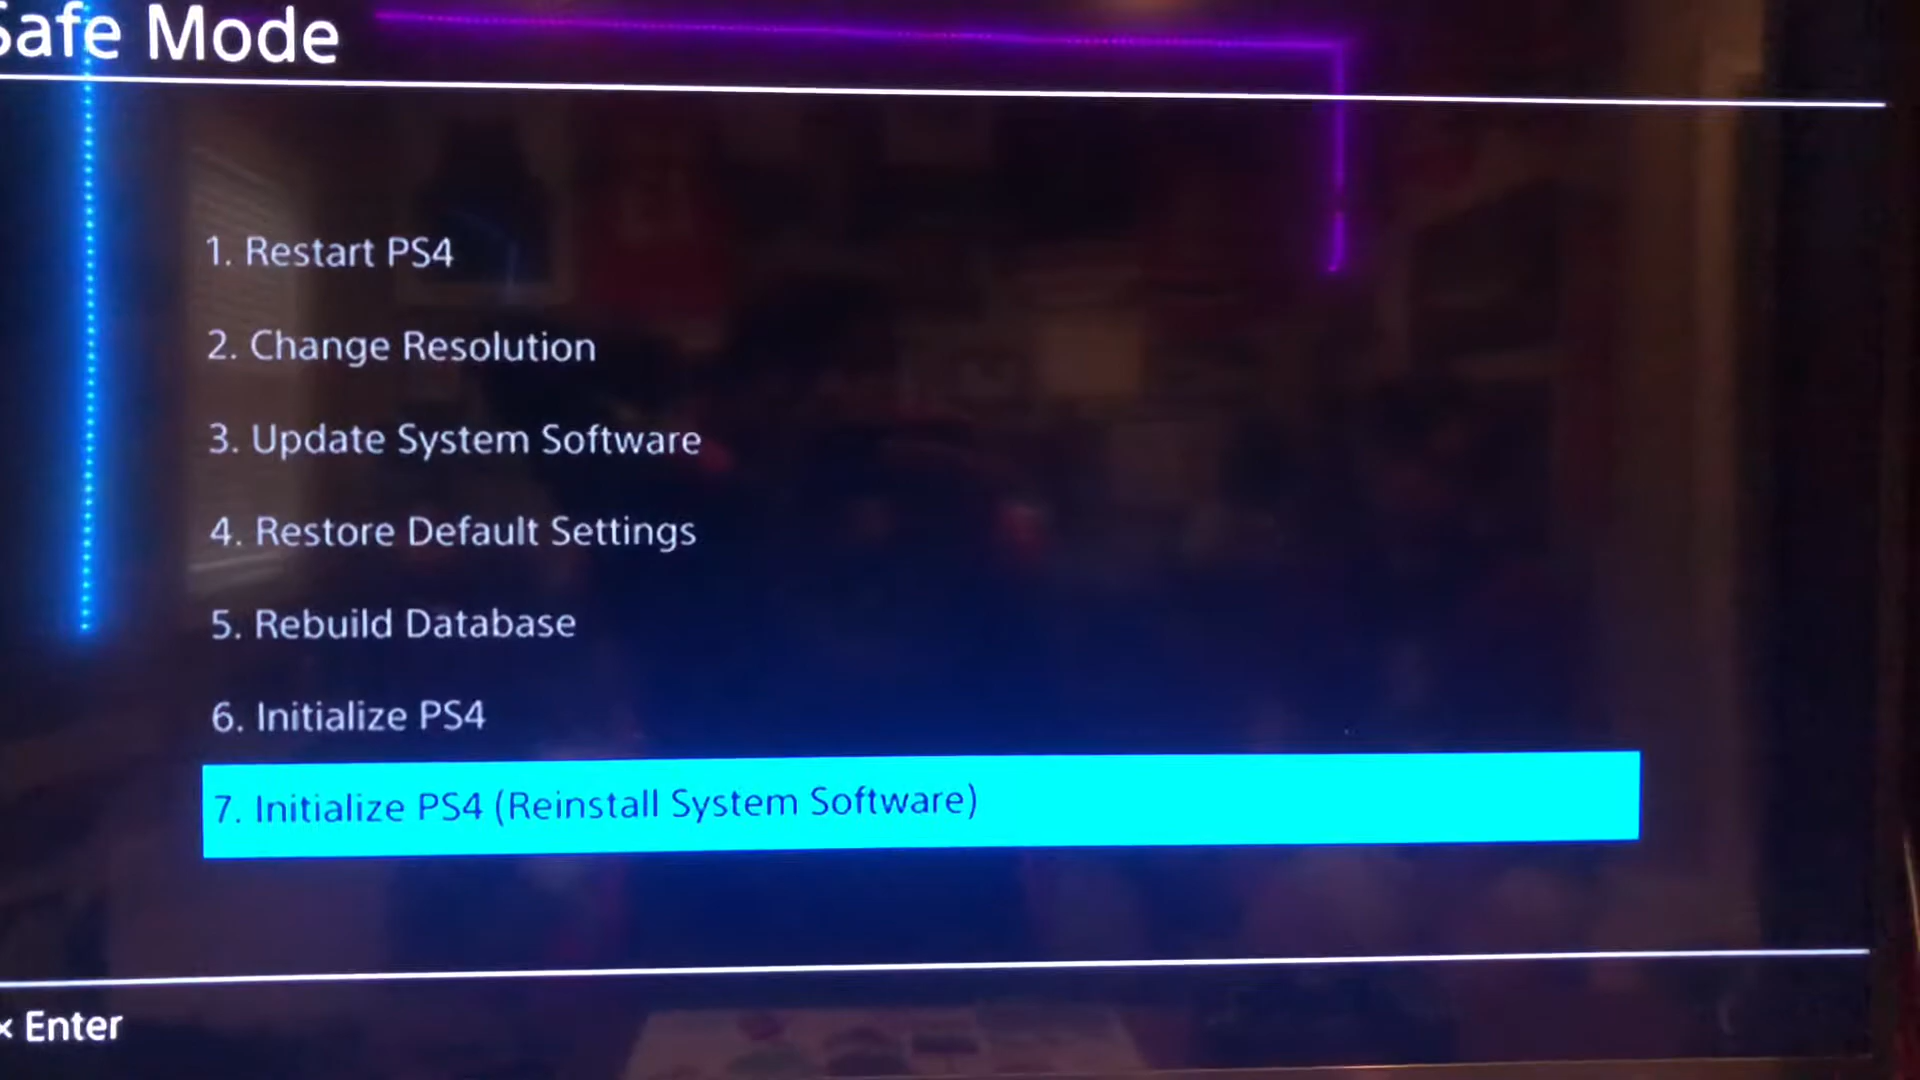 Safe Mode
1. Restart PS4
2. Change Resolution
3. Update System Software
4. Restore Default Settings
5. Rebuild Database
6. Initialize PS4
7. Initialize PS4 (Reinstall System Software)
× Enter